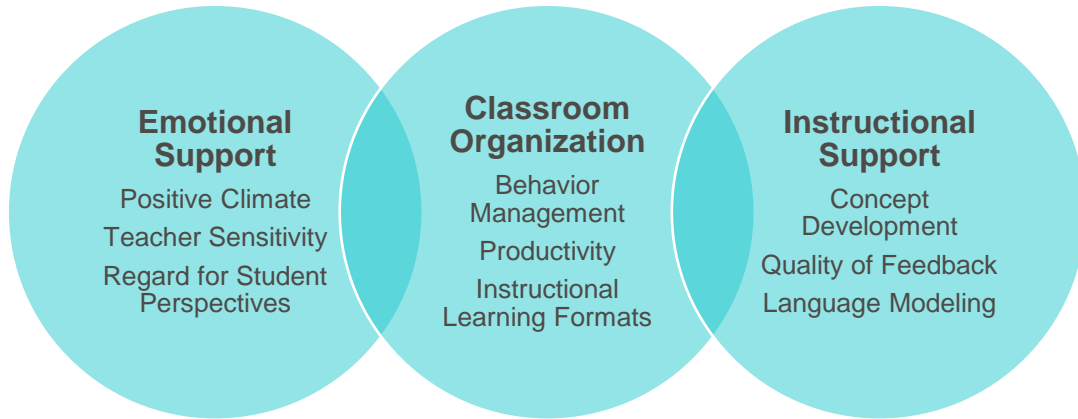 Emotional
Support
Positive Climate
Teacher Sensitivity
Regard for Student
Perspectives
Classroom
Organization
Behavior
Management
Productivity
Instructional
Learning Formats
Instructional
Support
Concept
Development
Quality of Feedback
Language Modeling